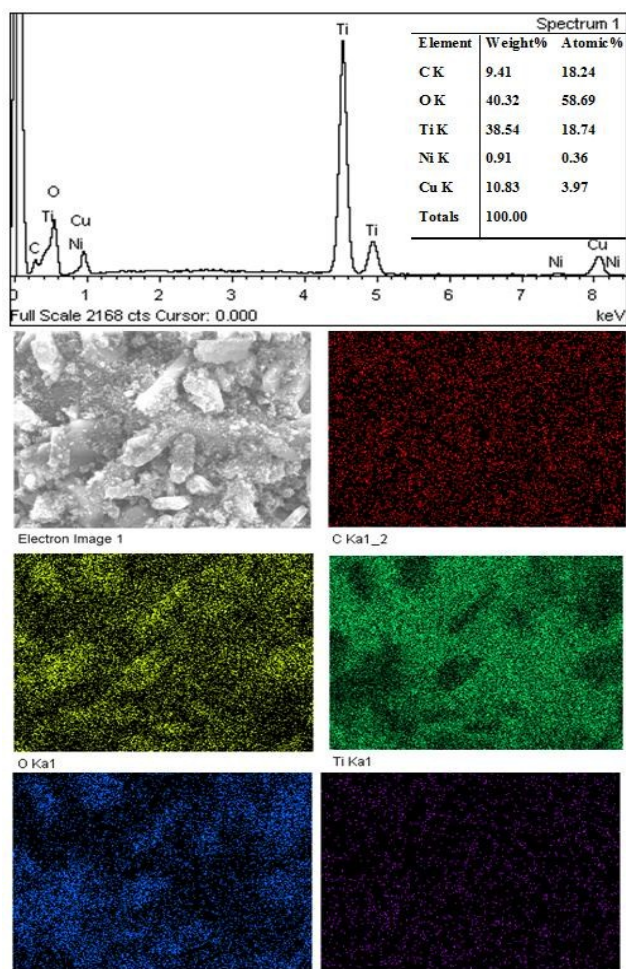 Spectrum 1
Element Weight% Atomic%
C K 9.41 18.24
O K 40.32 58.69
Ti K 38.54 18.74
Ni K 0.91 0.36
Cu K 10.83 3.97
Totals 100.00
Ti
O
Ti
C
Cu
Ni
Ti
Ni
Cu
Ni
0 1 2 3 4 5 6 7 8
Full Scale 2168 cts Cursor: 0.000 keV
Electron Image 1
C Ka1_2
O Ka1
Ti Ka1